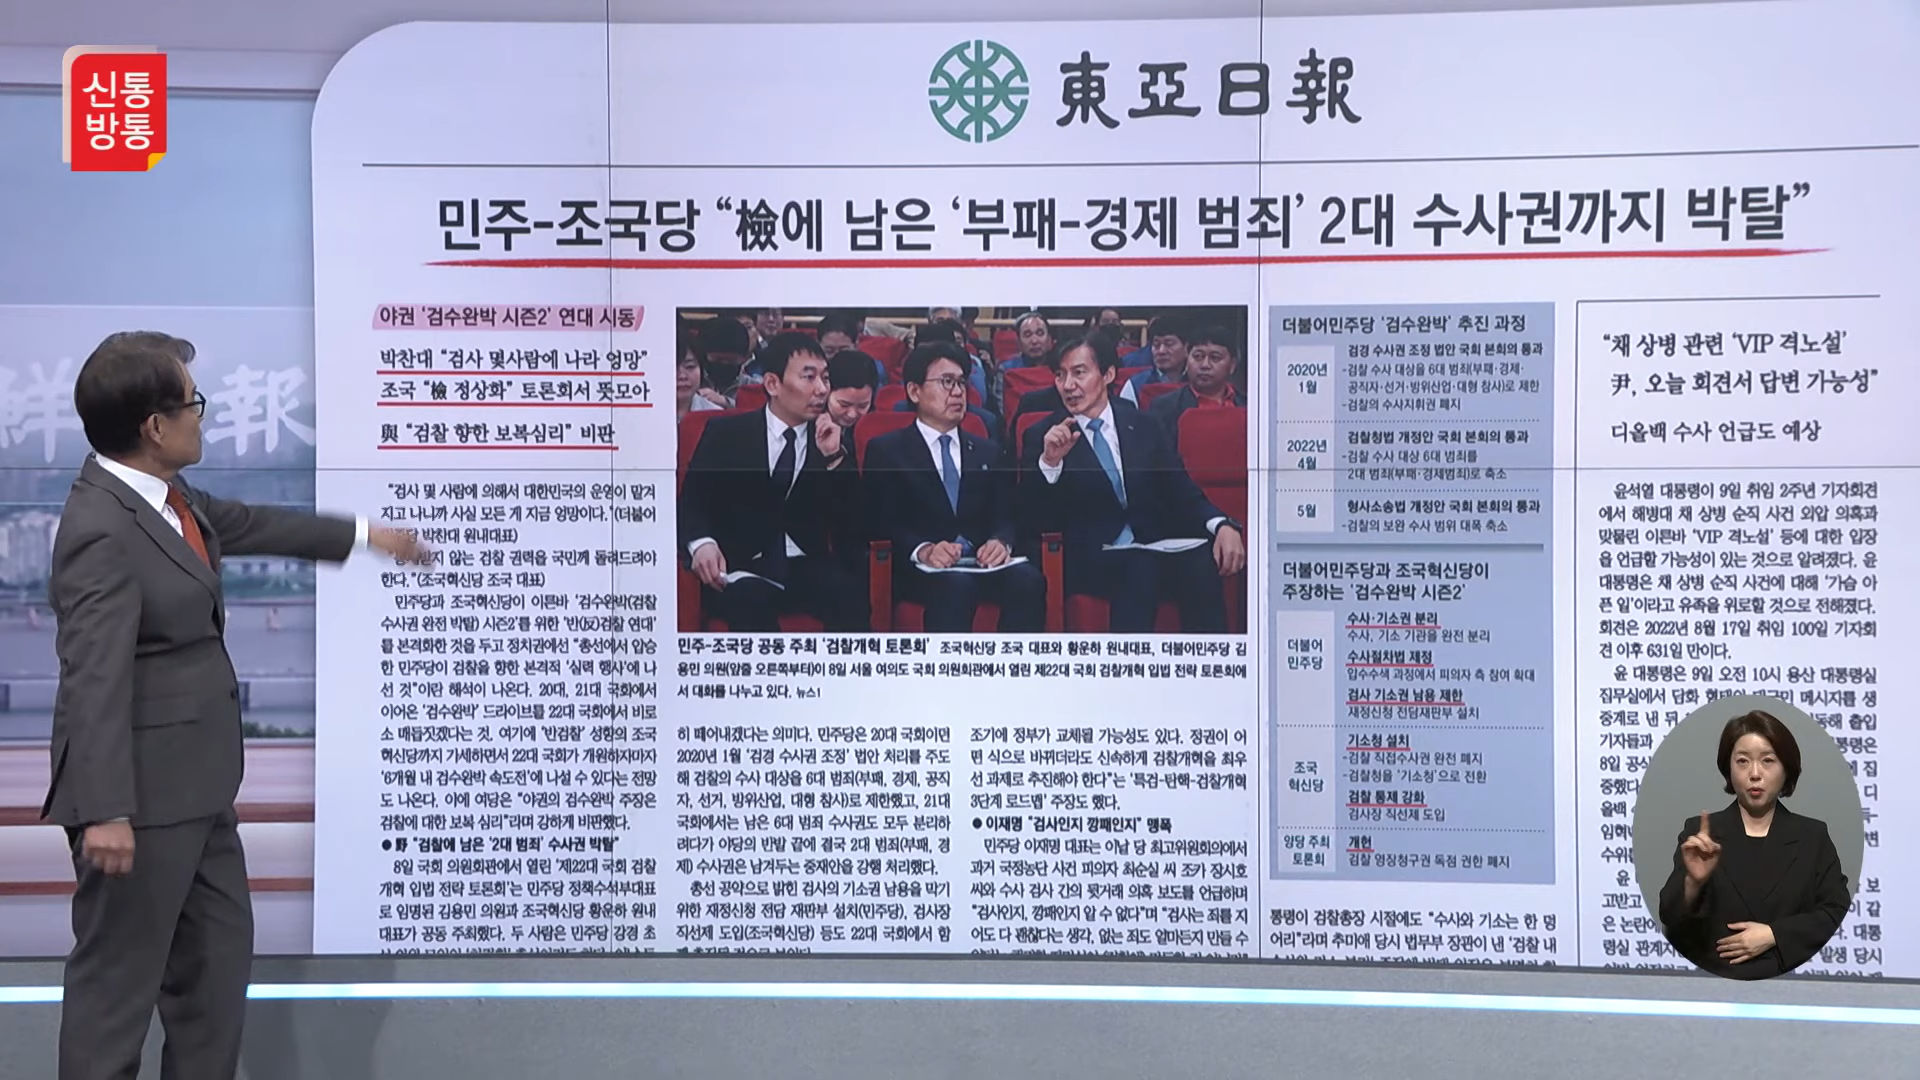 신통
방통
東亞日報
민주-조국당 “檢에 남은 ‘부패-경제 범죄’ 2대 수사권까지 박탈”
야권 ‘검수완박 시즌2’ 연대 시동
박찬대 “검사 몇사람에 나라 엉망”
조국 “檢 정상화” 토론회서 뜻모아
與 “검찰 향한 보복심리” 비판
“검사 몇 사람에 의해서 대한민국의 운영이 맡겨
지고 나니까 사실 모든 게 지금 엉망이다.”(더불어
박찬대 원내대표)
않는 검찰 권력을 국민께 돌려드려야
한다.”(조국혁신당 조국 대표)
민주당과 조국혁신당이 이른바 ‘검수완박(검찰
수사권 완전 박탈) 시즌2’를 위한 ‘반(反)검찰 연대’
를 본격화한 것을 두고 정치권에선 “총선에서 압승
한 민주당이 검찰을 향한 본격적 ‘실력 행사’에 나
선 것”이란 해석이 나온다. 20대, 21대 국회에서
이어온 ‘검수완박’ 드라이브를 22대 국회에서 비로
소 매듭짓겠다는 것. 여기에 ‘반검찰’ 성향의 조국
혁신당까지 가세하면서 22대 국회가 개원하자마자
‘6개월 내 검수완박 속도전’에 나설 수 있다는 전망
도 나온다. 이에 여당은 “야권의 검수완박 주장은
검찰에 대한 보복 심리”라며 강하게 비판했다.
● 野 “검찰에 남은 ‘2대 범죄’ 수사권 박탈”
8일 국회 의원회관에서 열린 ‘제22대 국회 검찰
개혁 입법 전략 토론회’는 민주당 정책수석부대표
로 임명된 김용민 의원과 조국혁신당 황운하 원내
대표가 공동 주최했다. 두 사람은 민주당 강경 초
민주-조국당 공동 주최 ‘검찰개혁 토론회’ 조국혁신당 조국 대표와 황운하 원내대표, 더불어민주당 김
용민 의원(앞줄 오른쪽부터)이 8일 서울 여의도 국회 의원회관에서 열린 제22대 국회 검찰개혁 입법 전략 토론회에
서 대화를 나누고 있다. 뉴스1
히 떼어내겠다는 의미다. 민주당은 20대 국회이던
2020년 1월 ‘검경 수사권 조정’ 법안 처리를 주도
해 검찰의 수사 대상을 6대 범죄(부패, 경제, 공직
자, 선거, 방위산업, 대형 참사)로 제한했고, 21대
국회에서는 남은 6대 범죄 수사권도 모두 분리하
려다가 야당의 반발 끝에 결국 2대 범죄(부패, 경
제) 수사권은 남겨두는 중재안을 강행 처리했다.
총선 공약으로 밝힌 검사의 기소권 남용을 막기
위한 재정신청 전담 재판부 설치(민주당), 검사장
직선제 도입(조국혁신당) 등도 22대 국회에서 함
조기에 정부가 교체될 가능성도 있다. 정권이 어
떤 식으로 바뀌더라도 신속하게 검찰개혁을 최우
선 과제로 추진해야 한다”는 ‘특검-탄핵-검찰개혁
3단계 로드맵’ 주장도 했다.
● 이재명 “검사인지 깡패인지” 맹폭
민주당 이재명 대표는 이날 당 최고위원회의에서
과거 국정농단 사건 피의자 최순실 씨 조카 장시호
씨와 수사 검사 간의 뒷거래 의혹 보도를 언급하며
“검사인지, 깡패인지 알 수 없다”며 “검사는 죄를 지
어도 다 괜찮다는 생각, 없는 죄도 얼마든지 만들 수
더불어민주당 ‘검수완박’ 추진 과정
2020년
1월
검경 수사권 조정 법안 국회 본회의 통과
-검찰 수사 대상을 6대 범죄(부패·경제·
공직자·선거·방위산업·대형 참사)로 제한
-검찰의 수사지휘권 폐지
2022년
4월
검찰청법 개정안 국회 본회의 통과
-검찰 수사 대상 6대 범죄를
2대 범죄(부패·경제범죄)로 축소
5월
형사소송법 개정안 국회 본회의 통과
-검찰의 보완 수사 범위 대폭 축소
더불어민주당과 조국혁신당이
주장하는 ‘검수완박 시즌2’
더불어
민주당
수사·기소권 분리
수사, 기소 기관을 완전 분리
수사절차법 제정
압수수색 과정에서 피의자 측 참여 확대
검사 기소권 남용 제한
재정신청 전담재판부 설치
조국
혁신당
기소청 설치
-검찰 직접수사권 완전 폐지
-검찰청을 ‘기소청’으로 전환
검찰 통제 강화
검사장 직선제 도입
양당 주최
토론회
개헌
검찰 영장청구권 독점 권한 폐지
통령이 검찰총장 시절에도 “수사와 기소는 한 덩
어리”라며 추미애 당시 법무부 장관이 낸 ‘검찰 내
“채 상병 관련 ‘VIP 격노설’
尹, 오늘 회견서 답변 가능성”
디올백 수사 언급도 예상
윤석열 대통령이 9일 취임 2주년 기자회견
에서 해병대 채 상병 순직 사건 외압 의혹과
맞물린 이른바 ‘VIP 격노설’ 등에 대한 입장
을 언급할 가능성이 있는 것으로 알려졌다. 윤
대통령은 채 상병 순직 사건에 대해 ‘가슴 아
픈 일’이라고 유족을 위로할 것으로 전해졌다.
회견은 2022년 8월 17일 취임 100일 기자회
견 이후 631일 만이다.
윤 대통령은 9일 오전 10시 용산 대통령실
집무실에서 담화 형태의 대국민 메시지를 생
중계로 낸 뒤
기자들과
8일 공식